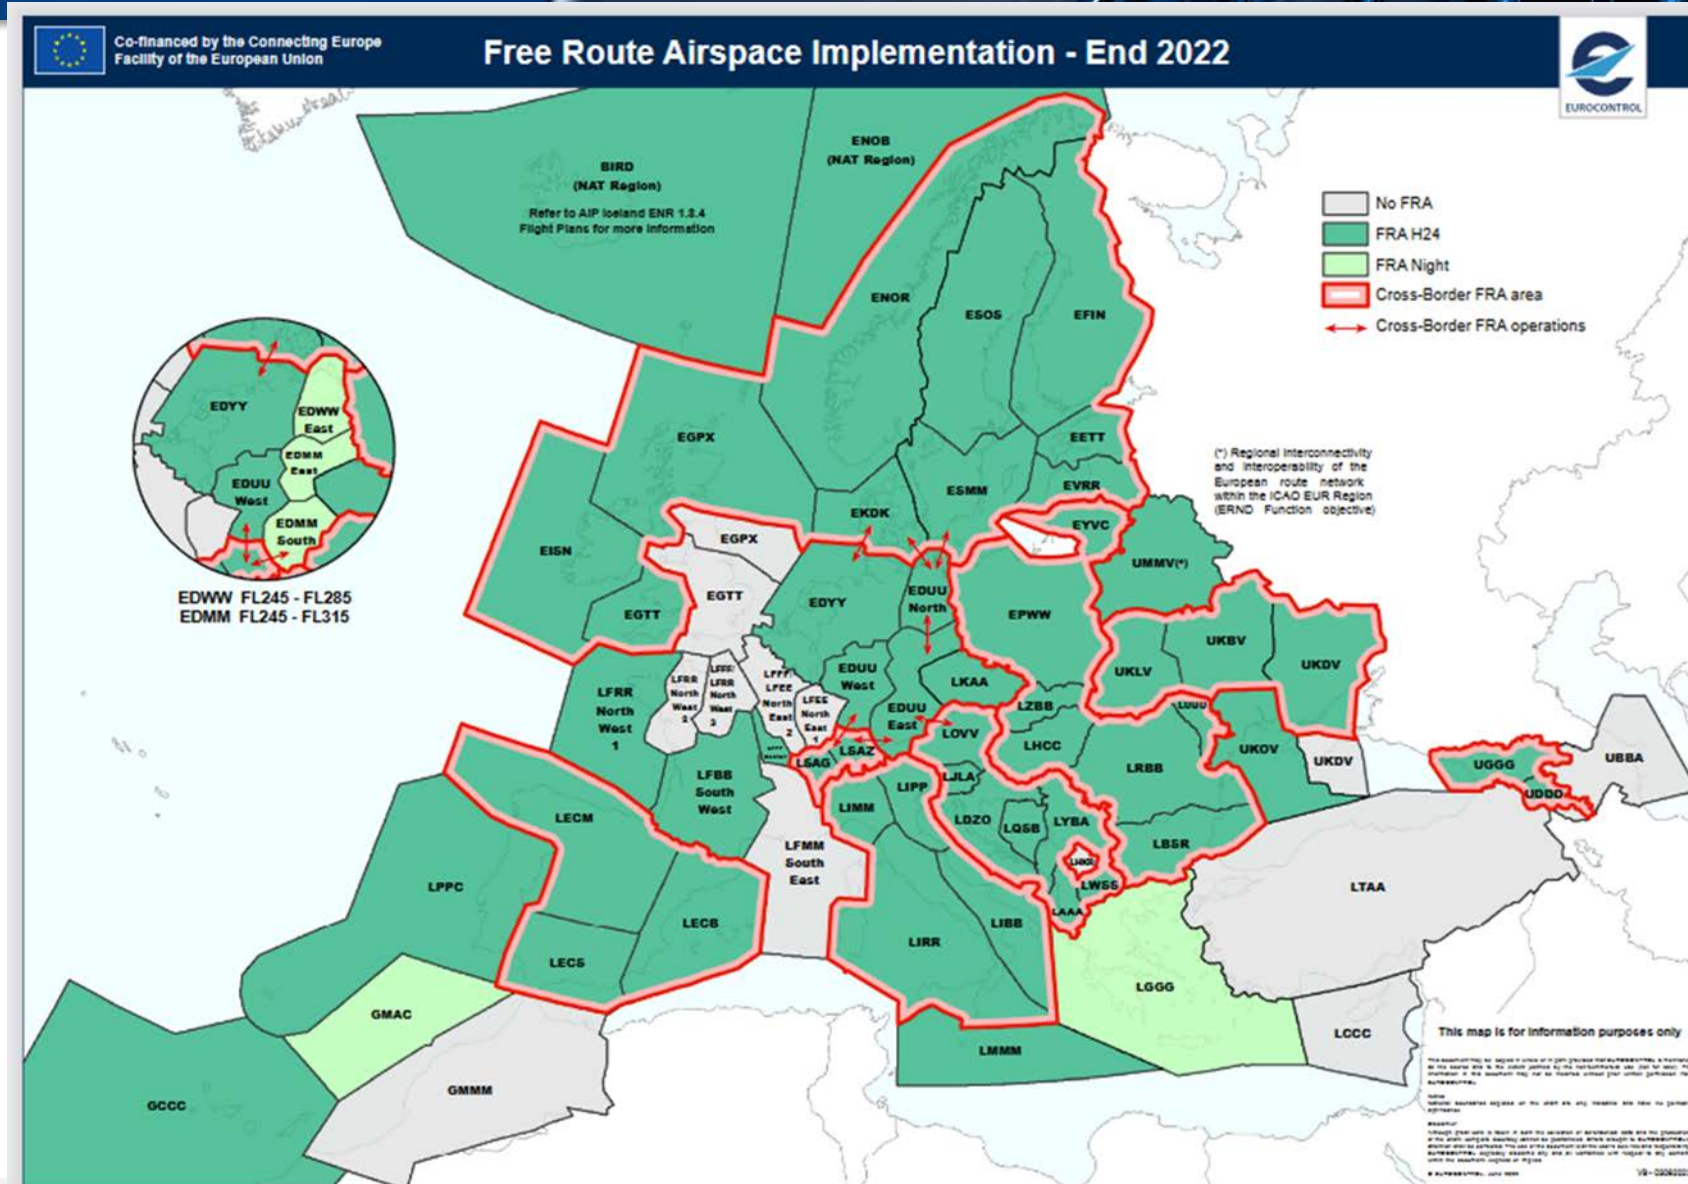 Co-financed by the Connecting Europe
Facility of the European Union
Free Route Airspace Implementation - End 2022
EUROCONTROL
BIRD
(NAT Region)
Refer to AIP Iceland ENR 1.8.4
Flight Plans for more information
ENOB
(NAT Region)
No FRA
FRA H24
FRA Night
Cross-Border FRA area
Cross-Border FRA operations
ENOR
ESOS
EFIN
EDYY
EDWW
East
EDMM
East
EDUU
West
EDMM
South
EDWW FL245 - FL285
EDMM FL245 - FL315
EGPX
EETT
EVRR
ESMM
EKDK
EYVC
(*) Regional Interconnectivity
and Interoperability of the
European route network
within the ICAO EUR Region
(ERND Function objective)
EISN
EGPX
EGTT
EGTT
EDYY
EDUU
North
EPWW
UMMV(*)
UKLV
UKBV
UKDV
LFRR
North
West
1
LFRR
North
West
2
LFFF/
LFRR
North
West
3
LFFF/
LFEE
North
East
2
LFEE
North
East
1
EDUU
West
EDUU
East
LKAA
LZBB
LUUU
LOVV
LHCC
LSAG
LSAZ
LFBB
South
West
LJLA
LRBB
UKOV
UKDV
UGGG
UDDD
UBBA
LECM
LIMM
LIPP
LDZO
LQSB
LYBA
LBSR
LFMM
South
East
LWSS
LAAA
LPPC
LECB
LECS
LIRR
LIBB
LTAA
LGGG
GMAC
LCCC
LMMM
GMMM
GCCC
This map is for information purposes only